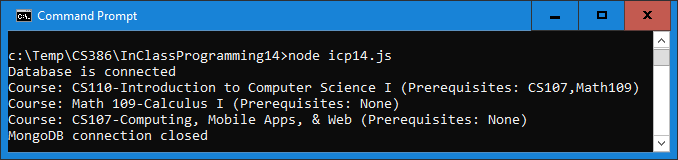 Command Prompt
c:\Temp\CS386\InClassProgramming14>node icp14.js
Database is connected
Course: CS110-Introduction to Computer Science I (Prerequisites: CS107,Math109)
Course: Math 109-Calculus I (Prerequisites: None)
Course: CS107-Computing, Mobile Apps, & Web (Prerequisites: None)
MongoDB connection closed